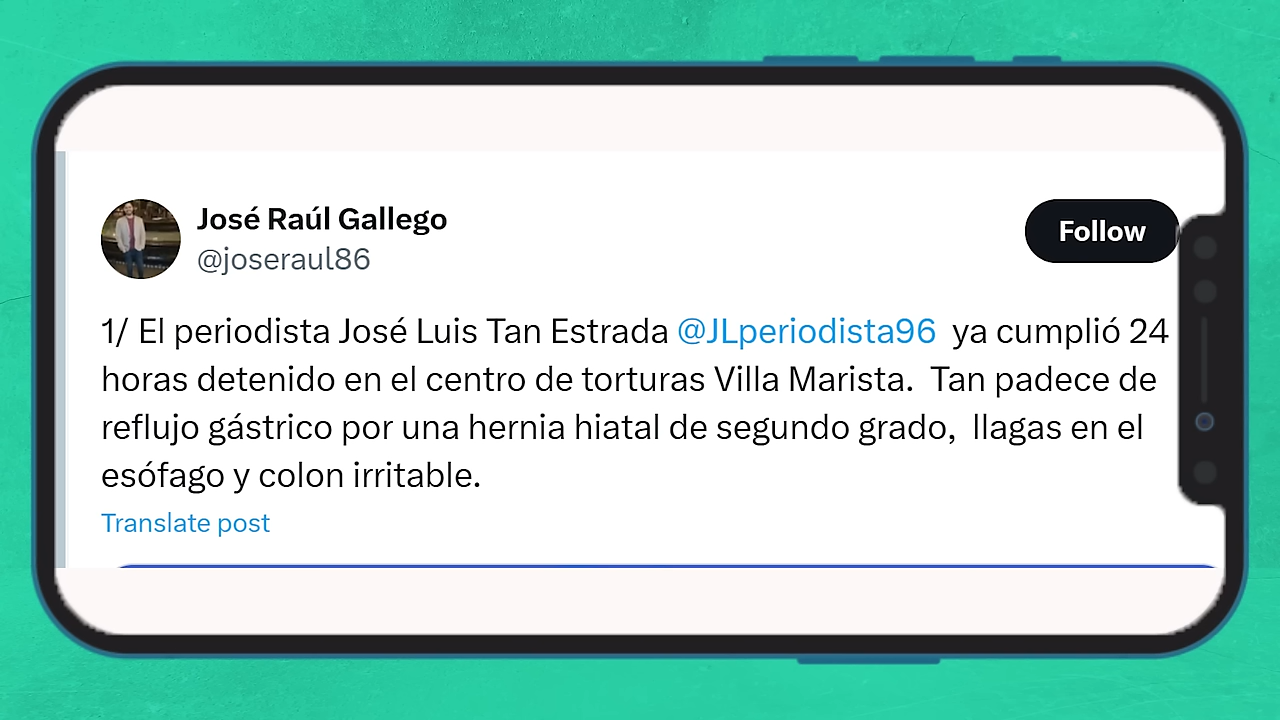 José Raúl Gallego
@joseraul86
Follow
1/ El periodista José Luis Tan Estrada @JLperiodista96 ya cumplió 24
horas detenido en el centro de torturas Villa Marista. Tan padece de
reflujo gástrico por una hernia hiatal de segundo grado, llagas en el
esófago y colon irritable.
Translate post